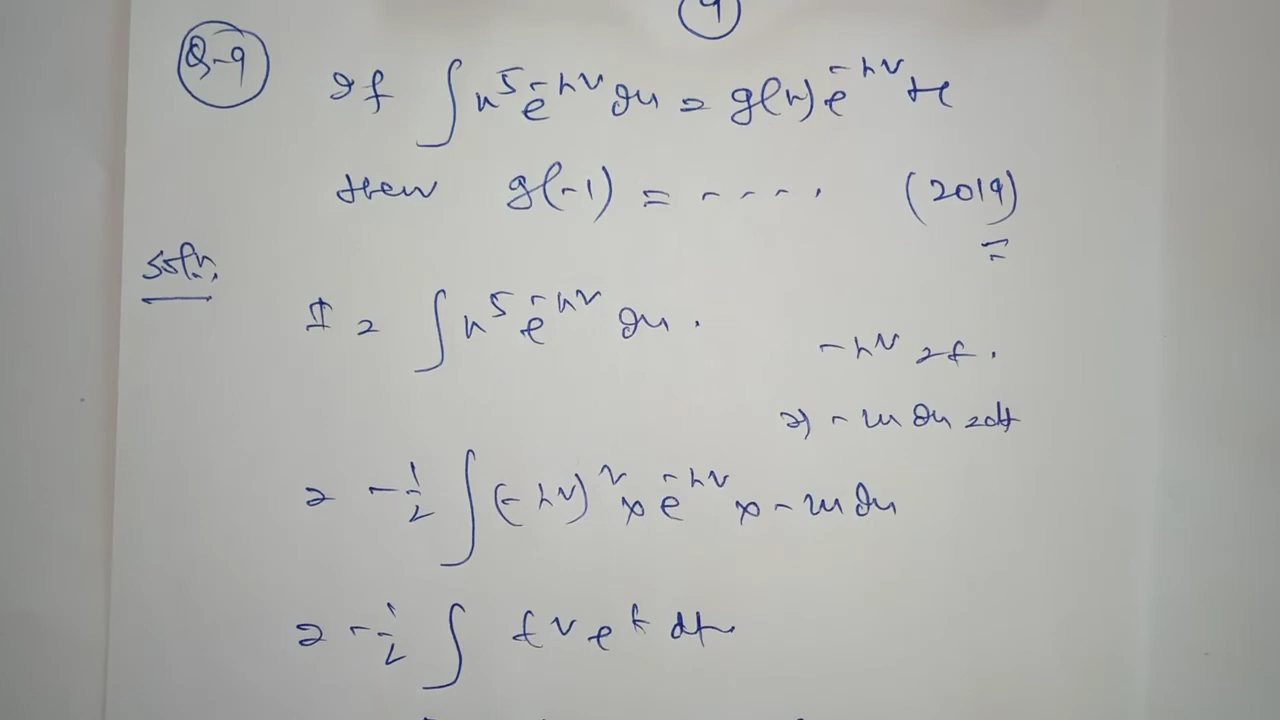 4
Q-9 If ∫x⁵e^{-x²}dx = g(x)e^{-x²}+c
then g(-1) = ---- . (2019)
Soln.
I = ∫x⁵e^{-x²}dx .
-x² = t .
⇒ -2x dx = dt
= -1/2 ∫(-x²)² × e^{-x²} × -2x dx
= -1/2 ∫ t² e^t dt